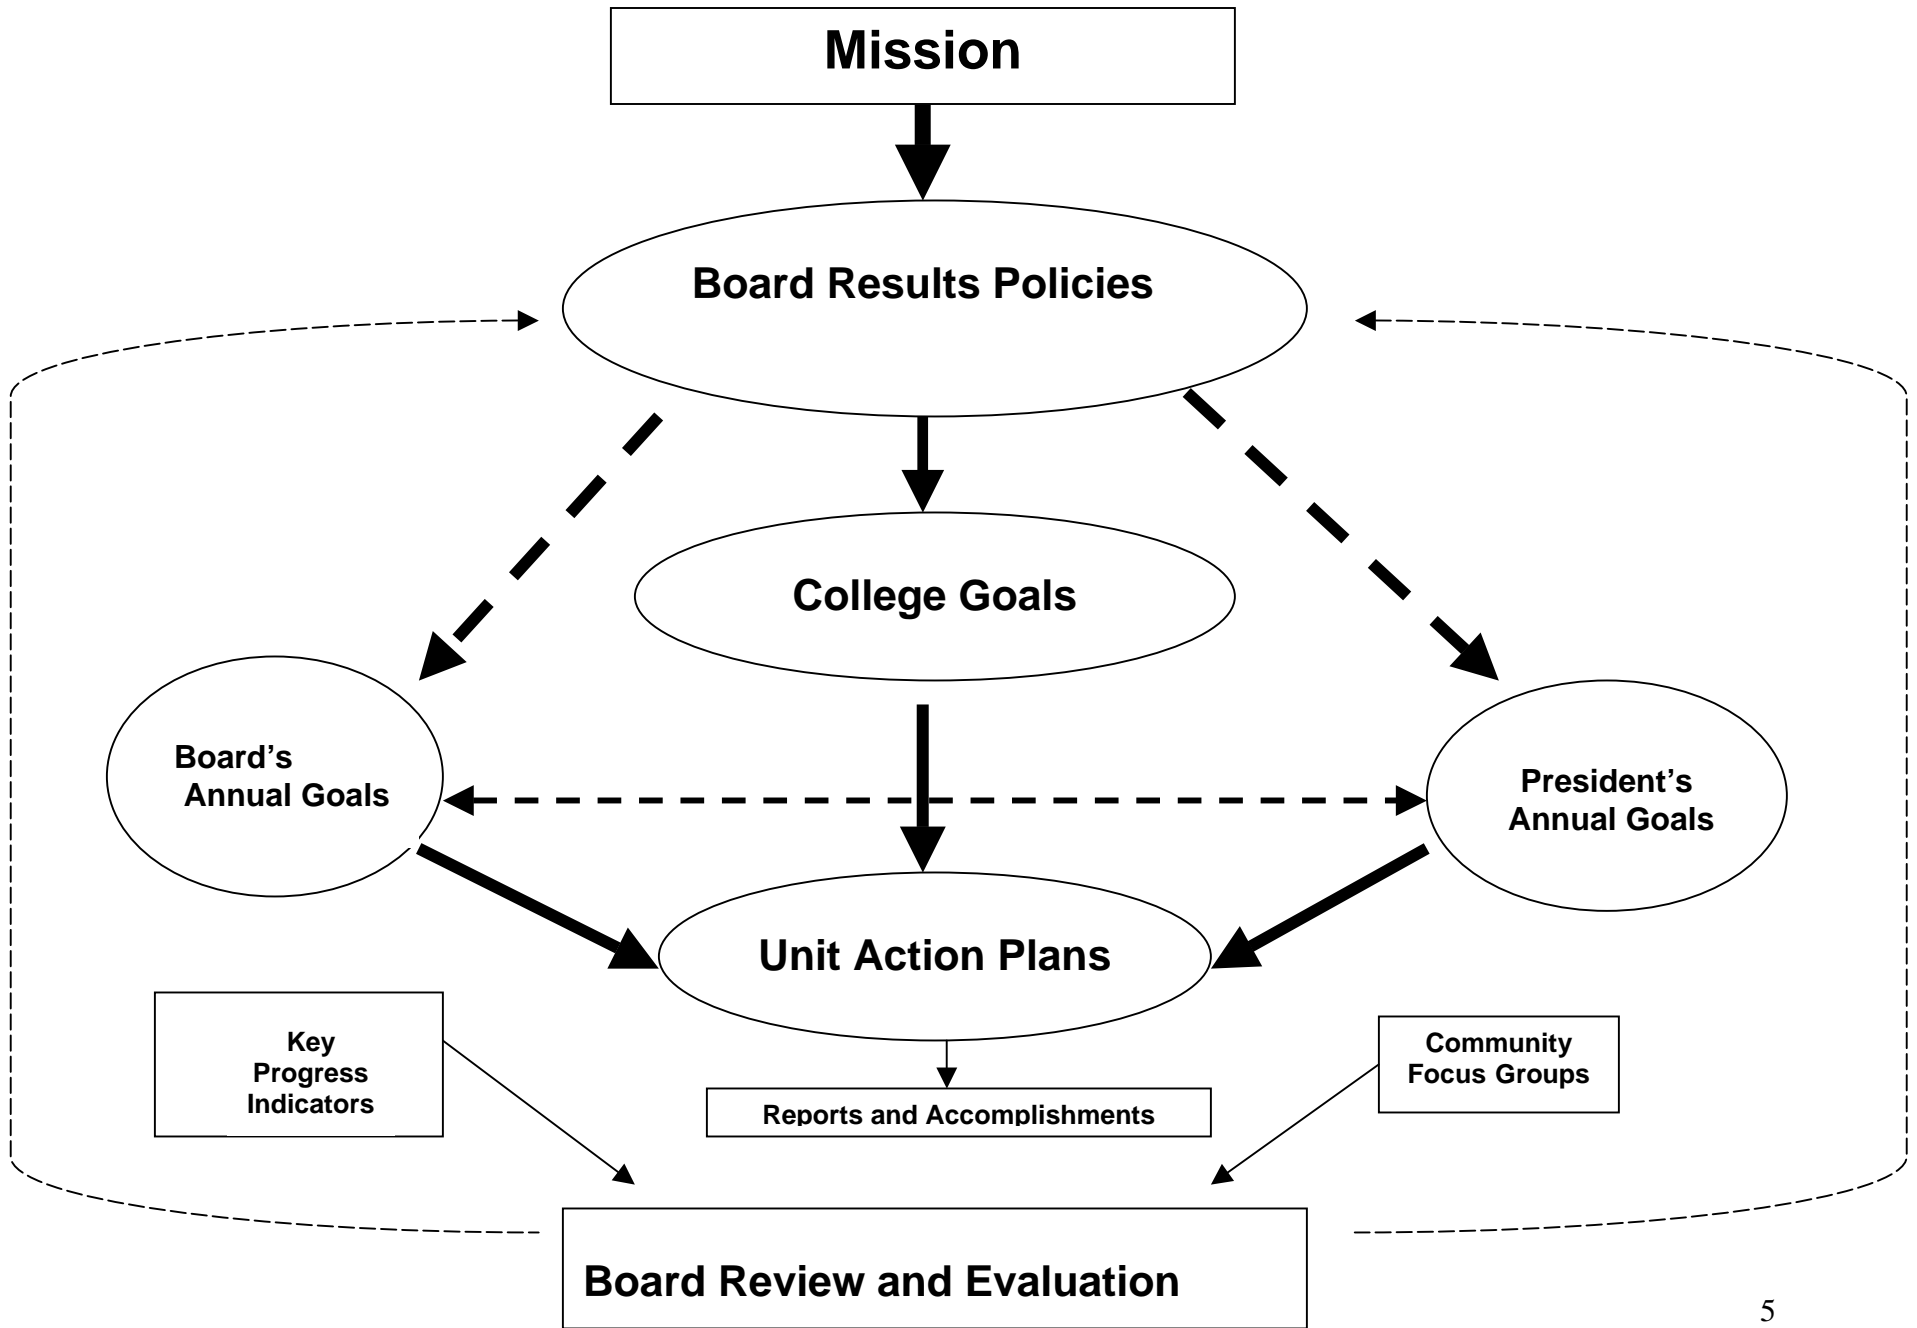 Mission
Board Results Policies
College Goals
Board's
Annual Goals
President's
Annual Goals
Unit Action Plans
Key
Progress
Indicators
Community
Focus Groups
Reports and Accomplishments
Board Review and Evaluation
5